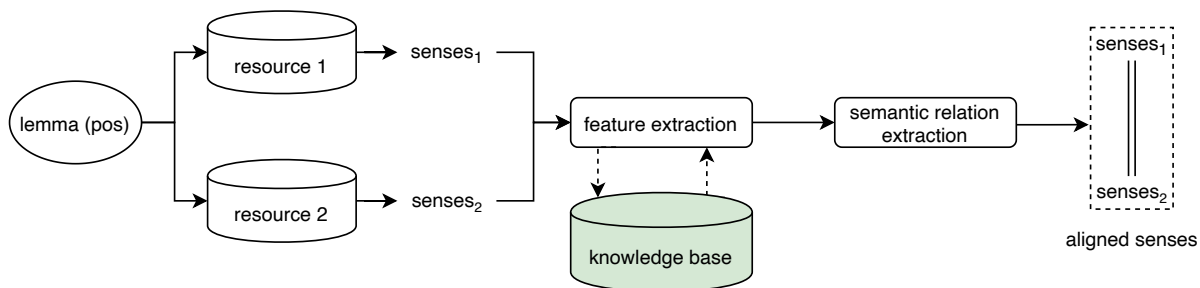 lemma (pos)
resource 1
senses₁
resource 2
senses₂
feature extraction
knowledge base
semantic relation
extraction
senses₁
senses₂
aligned senses